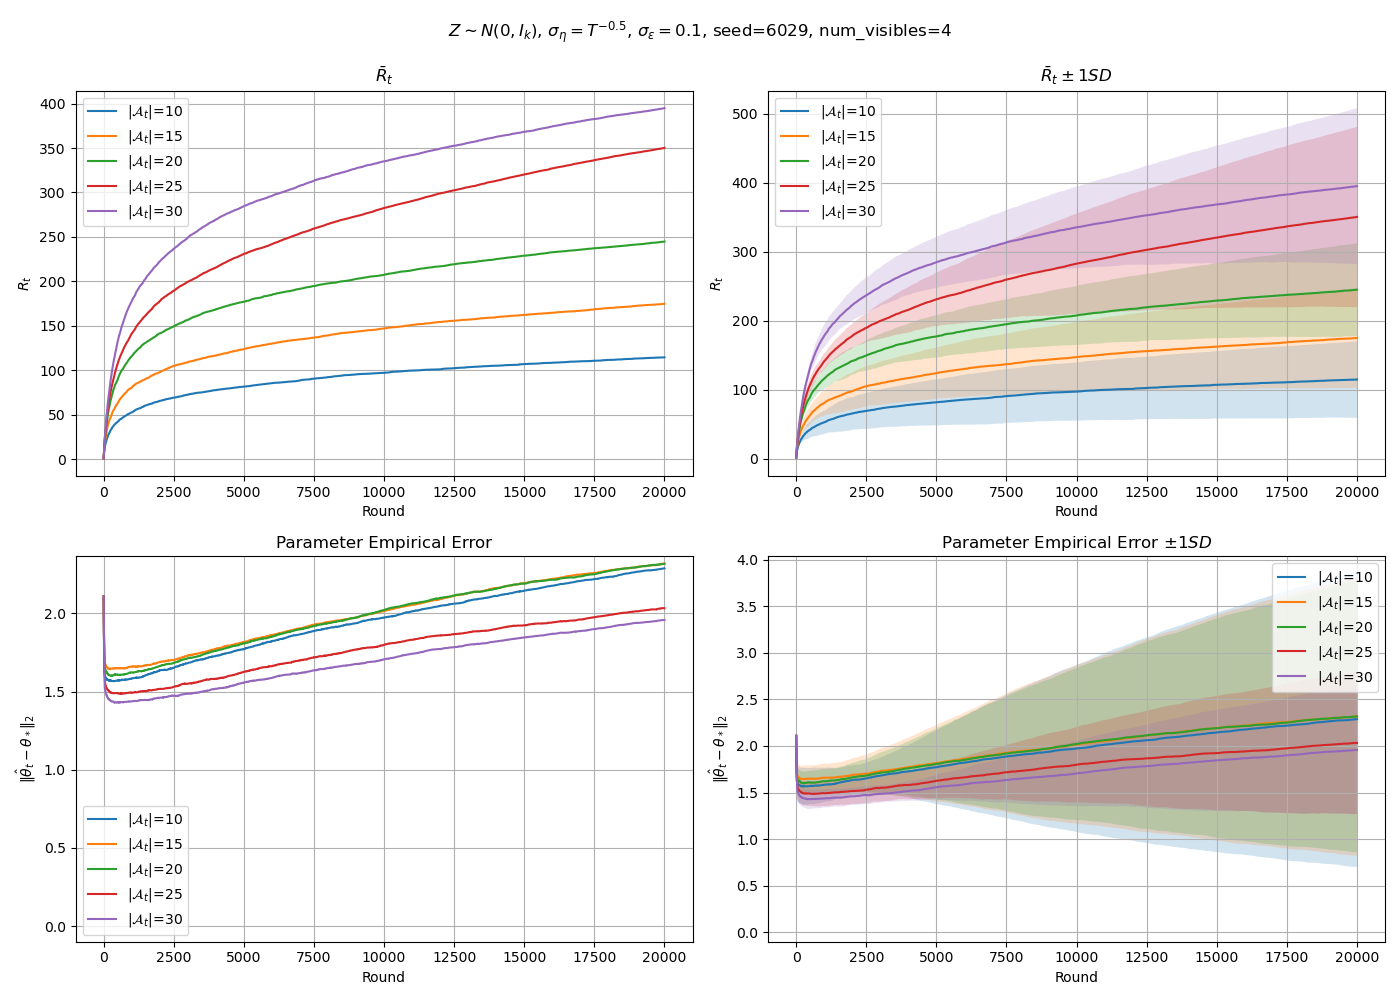 Z ∼ N(0, I_k), σ_η = T^{−0.5}, σ_ε = 0.1, seed=6029, num_visibles=4
R̄_t
400
350
300
250
200
150
100
50
0
R_t
|𝒜_t|=10
|𝒜_t|=15
|𝒜_t|=20
|𝒜_t|=25
|𝒜_t|=30
0 2500 5000 7500 10000 12500 15000 17500 20000
Round
R̄_t ± 1SD
500
400
300
200
100
0
R_t
|𝒜_t|=10
|𝒜_t|=15
|𝒜_t|=20
|𝒜_t|=25
|𝒜_t|=30
0 2500 5000 7500 10000 12500 15000 17500 20000
Round
Parameter Empirical Error
2.0
1.5
1.0
0.5
0.0
‖θ̂_t − θ_*‖_2
|𝒜_t|=10
|𝒜_t|=15
|𝒜_t|=20
|𝒜_t|=25
|𝒜_t|=30
0 2500 5000 7500 10000 12500 15000 17500 20000
Round
Parameter Empirical Error ±1SD
4.0
3.5
3.0
2.5
2.0
1.5
1.0
0.5
0.0
‖θ̂_t − θ_*‖_2
|𝒜_t|=10
|𝒜_t|=15
|𝒜_t|=20
|𝒜_t|=25
|𝒜_t|=30
0 2500 5000 7500 10000 12500 15000 17500 20000
Round